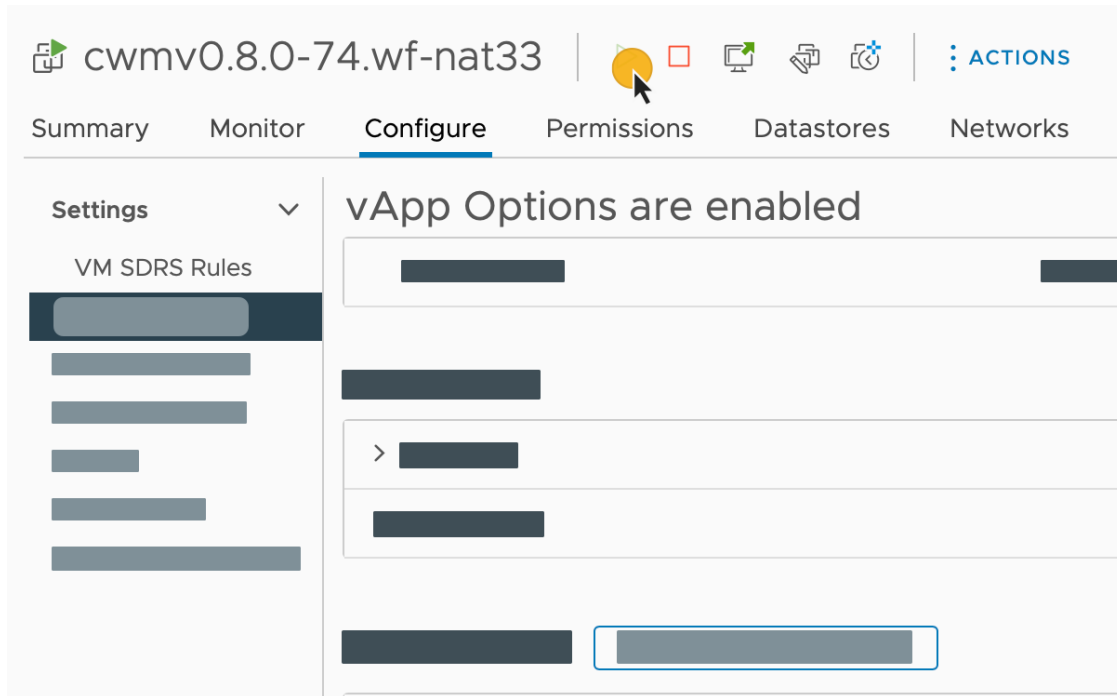 cwmv0.8.0-74.wf-nat33
ACTIONS
Summary Monitor Configure Permissions Datastores Networks
Settings
VM SDRS Rules
vApp Options are enabled